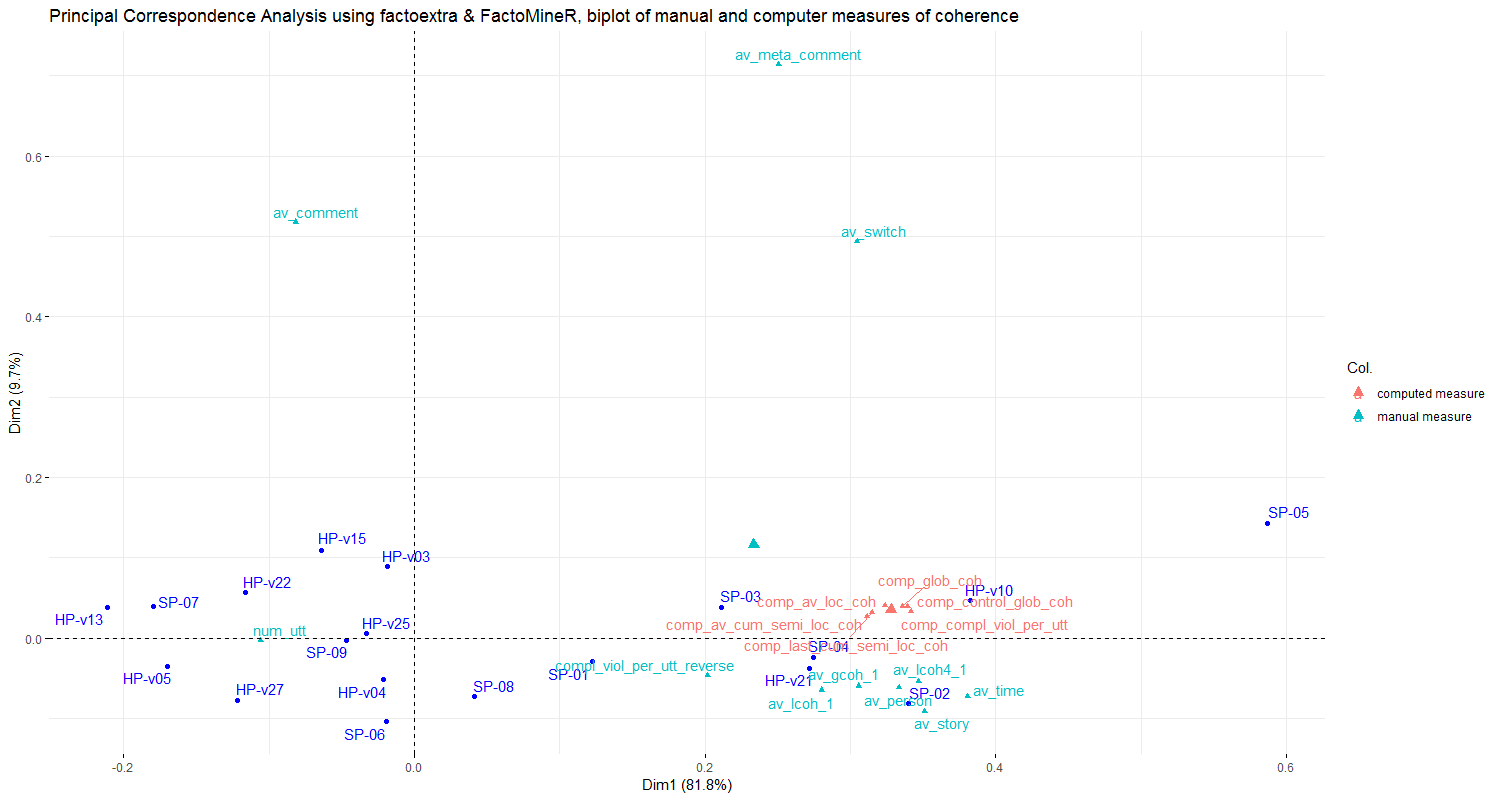 Principal Correspondence Analysis using factoextra & FactoMineR, biplot of manual and computer measures of coherence
av_meta_comment
av_comment
av_switch
0.6
0.4
0.2
0.0
Dim2 (9.7%)
Col.
computed measure
manual measure
SP-05
HP-v15
HP-v03
HP-v22
SP-07
HP-v13
num_utt
HP-v25
SP-09
HP-v05
HP-v27
HP-v04
SP-06
SP-08
SP-01
compl_viol_per_utt_reverse
SP-03
comp_glob_coh
HP-v10
comp_av_loc_coh
comp_control_glob_coh
comp_av_cum_semi_loc_coh
comp_compl_viol_per_utt
comp_last_cum_semi_loc_coh
SP-04
HP-v21
av_gcoh_1
av_lcoh4_1
av_lcoh_1
av_person
SP-02
av_time
av_story
-0.2
0.0
0.2
0.4
0.6
Dim1 (81.8%)